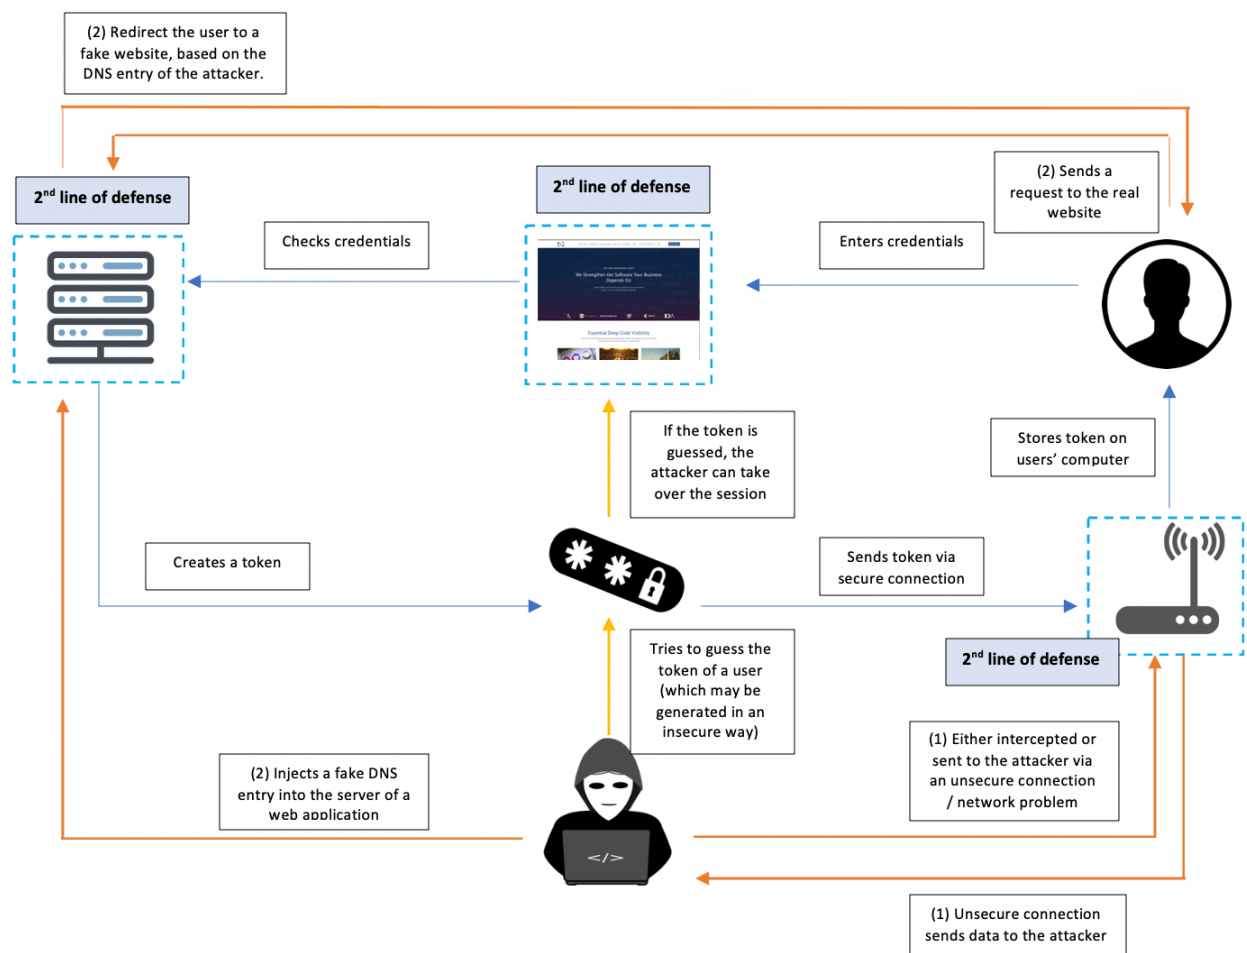 (2) Redirect the user to a
fake website, based on the
DNS entry of the attacker.
2nd line of defense
2nd line of defense
(2) Sends a
request to the real
website
Checks credentials
Enters credentials
We Strengthen the Software Your Business
Depends On
Essential Deep Code Visibility
If the token is
guessed, the
attacker can take
over the session
Stores token on
users' computer
Creates a token
Sends token via
secure connection
2nd line of defense
Tries to guess the
token of a user
(which may be
generated in an
insecure way)
(1) Either intercepted or
sent to the attacker via
an unsecure connection
/ network problem
(2) Injects a fake DNS
entry into the server of a
web application
</>
(1) Unsecure connection
sends data to the attacker